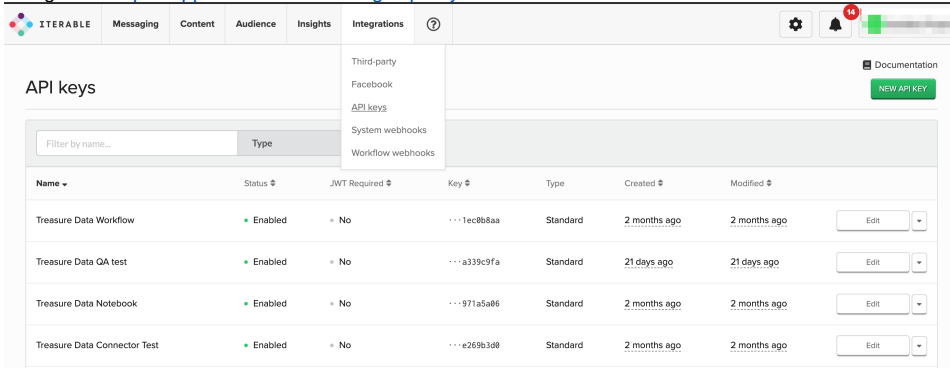 ITERABLE Messaging Content Audience Insights Integrations ? 14
Third-party
Documentation
Facebook
API keys
NEW API KEY
API keys
System webhooks
Filter by name... Type
Workflow webhooks
Name Status JWT Required Key Type Created Modified
Treasure Data Workflow Enabled No ···1ec0b8aa Standard 2 months ago 2 months ago Edit
Treasure Data QA test Enabled No ···a339c9fa Standard 21 days ago 21 days ago Edit
Treasure Data Notebook Enabled No ···971a5a06 Standard 2 months ago 2 months ago Edit
Treasure Data Connector Test Enabled No ···e269b3d0 Standard 2 months ago 2 months ago Edit